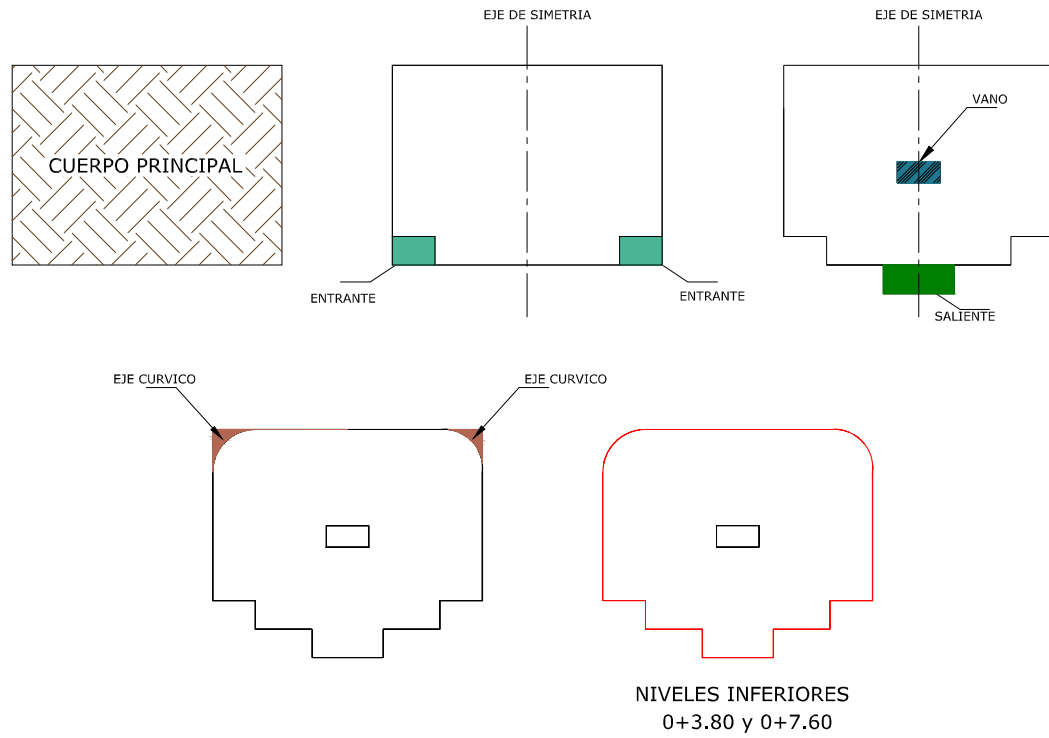 EJE DE SIMETRIA
EJE DE SIMETRIA
VANO
CUERPO PRINCIPAL
ENTRANTE
ENTRANTE
SALIENTE
EJE CURVICO
EJE CURVICO
NIVELES INFERIORES
0+3.80 y 0+7.60